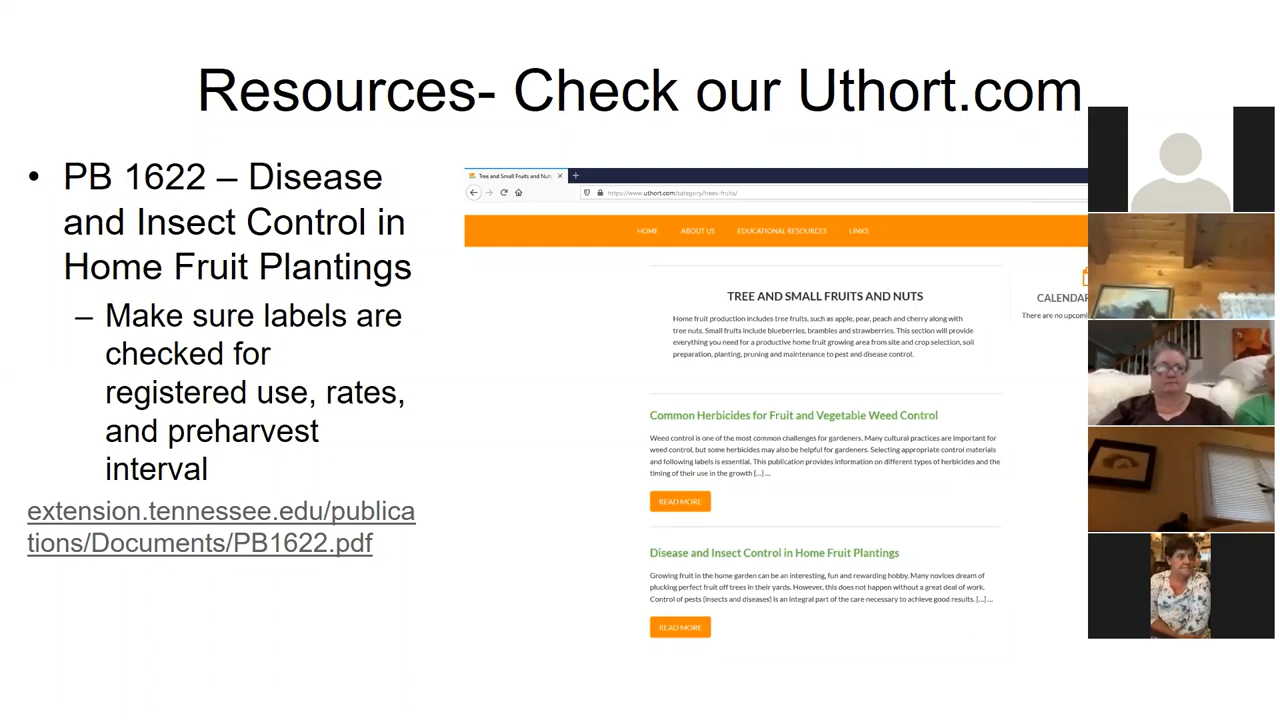 Resources- Check our Uthort.com
• PB 1622 – Disease
and Insect Control in
Home Fruit Plantings
– Make sure labels are
checked for
registered use, rates,
and preharvest
interval
extension.tennessee.edu/publica
tions/Documents/PB1622.pdf
Tree and Small Fruits and Nuts
https://www.uthort.com/category/trees-fruits/
HOME ABOUT US EDUCATIONAL RESOURCES LINKS
TREE AND SMALL FRUITS AND NUTS
Home fruit production includes tree fruits, such as apple, pear, peach and cherry along with
tree nuts. Small fruits include blueberries, brambles and strawberries. This section will provide
everything you need for a productive home fruit growing area from site and crop selection, soil
preparation, planting, pruning and maintenance to pest and disease control.
CALENDAR
There are no upcomi
Common Herbicides for Fruit and Vegetable Weed Control
Weed control is one of the most common challenges for gardeners. Many cultural practices are important for
weed control, but some herbicides may also be helpful for gardeners. Selecting appropriate control materials
and following labels is essential. This publication provides information on different types of herbicides and the
timing of their use in the growth [...] ...
READ MORE
Disease and Insect Control in Home Fruit Plantings
Growing fruit in the home garden can be an interesting, fun and rewarding hobby. Many novices dream of
plucking perfect fruit off trees in their yards. However, this does not happen without a great deal of work.
Control of pests (insects and diseases) is an integral part of the care necessary to achieve good results. [...] ...
READ MORE